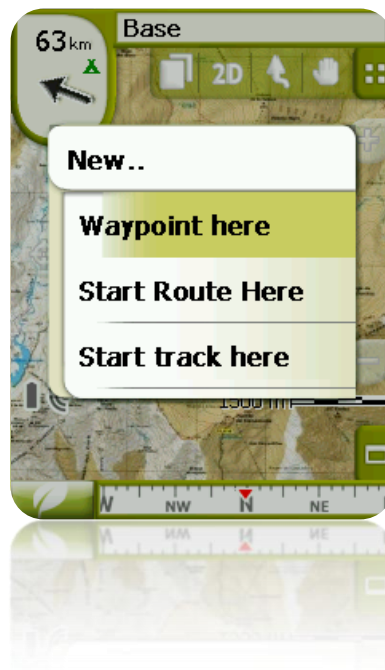 63km
Base
2D
New..
Waypoint here
Start Route Here
Start track here
NW N NE